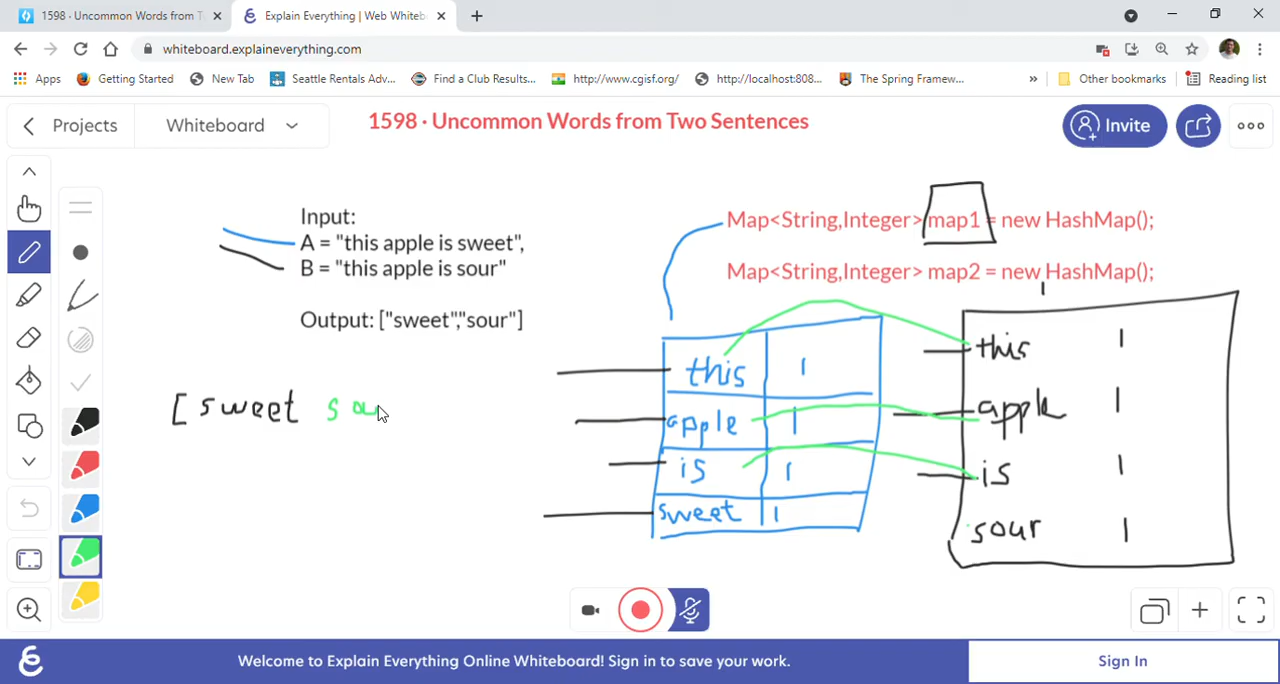 1598 - Uncommon Words from T
Explain Everything | Web Whiteb
whiteboard.explaineverything.com
Apps Getting Started New Tab Seattle Rentals Adv... Find a Club Results... http://www.cgisf.org/ http://localhost:808... The Spring Framew... » Other bookmarks Reading list
Projects Whiteboard
1598 · Uncommon Words from Two Sentences
Invite
Input:
A = "this apple is sweet",
B = "this apple is sour"
Output: ["sweet","sour"]
Map<String,Integer> map1 = new HashMap();
Map<String,Integer> map2 = new HashMap();
[ sweet sou
this 1
apple 1
is 1
sweet 1
this 1
apple 1
is 1
sour 1
Welcome to Explain Everything Online Whiteboard! Sign in to save your work.
Sign In